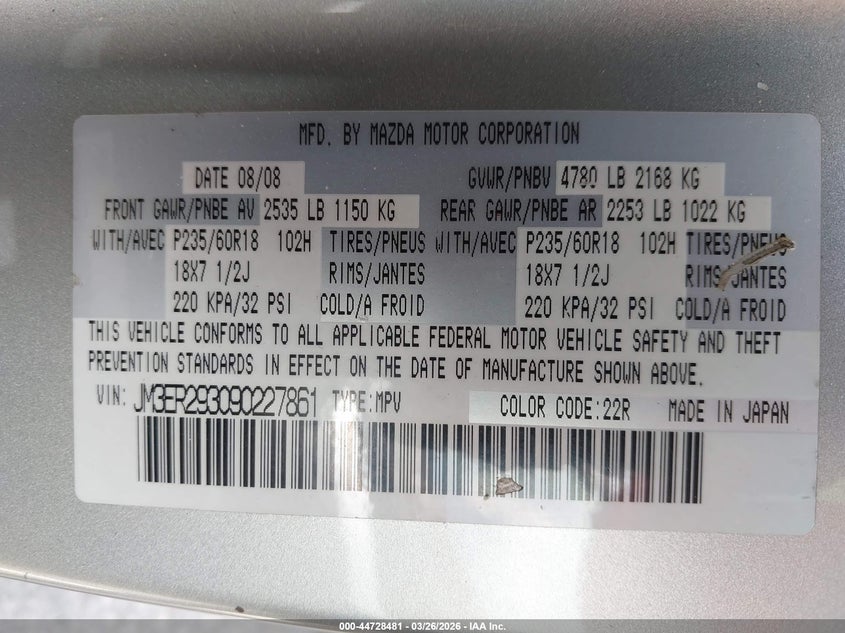 MFD. BY MAZDA MOTOR CORPORATION
DATE 08/08 GVWR/PNBV 4780 LB 2168 KG
FRONT GAWR/PNBE AV 2535 LB 1150 KG REAR GAWR/PNBE AR 2253 LB 1022 KG
WITH/AVEC P235/60R18 102H TIRES/PNEUS WITH/AVEC P235/60R18 102H TIRES/PNEUS
18X7 1/2J RIMS/JANTES 18X7 1/2J RIMS/JANTES
220 KPA/32 PSI COLD/A FROID 220 KPA/32 PSI COLD/A FROID
THIS VEHICLE CONFORMS TO ALL APPLICABLE FEDERAL MOTOR VEHICLE SAFETY AND THEFT
PREVENTION STANDARDS IN EFFECT ON THE DATE OF MANUFACTURE SHOWN ABOVE.
VIN: JM3ER293090227861 TYPE:MPV COLOR CODE:22R MADE IN JAPAN
000-44728481 - 03/26/2026 - IAA Inc.